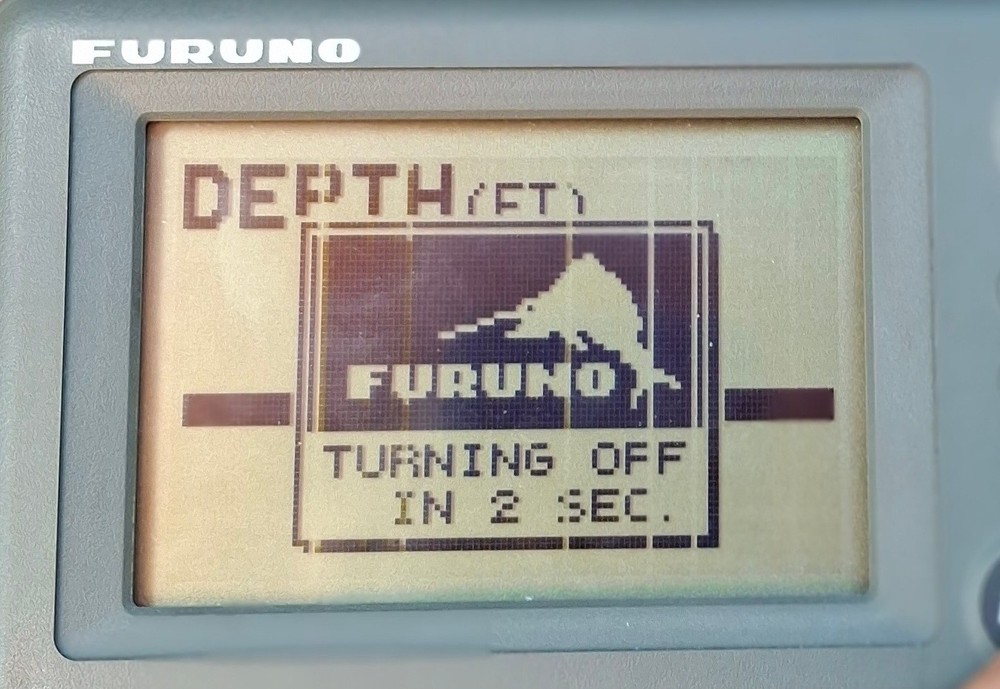 FURUNO
DEPTH (FT)
FURUNO
TURNING OFF
IN 2 SEC.